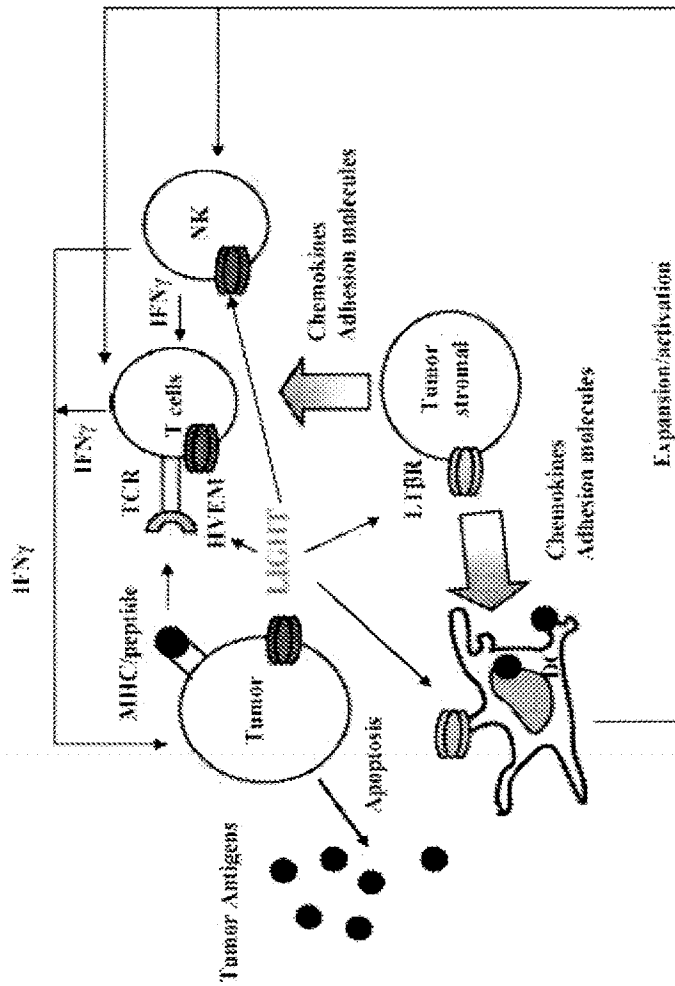 IFNγ
IFNγ
IFNγ
MHC/peptide
TCR
T cells
NK
HVEM
LIGHT
Tumor
Chemokines
Adhesion molecules
Tumor Antigens
Apoptosis
LTβR
Tumor
stromal
DC
Chemokines
Adhesion molecules
Expansion/activation